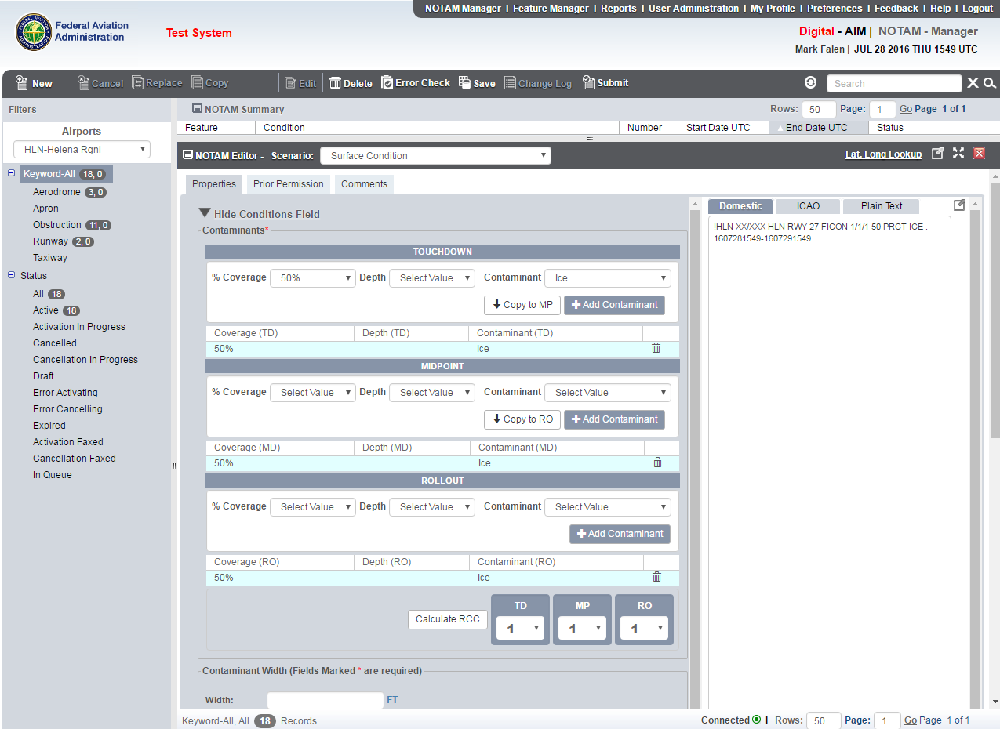 NOTAM Manager I Feature Manager I Reports I User Administration I My Profile I Preferences I Feedback I Help I Logout
Federal Aviation
Administration
Test System
Digital - AIM | NOTAM - Manager
Mark Falen | JUL 28 2016 THU 1549 UTC
New Cancel Replace Copy Edit Delete Error Check Save Change Log Submit Search
Filters
NOTAM Summary Rows: 50 Page: 1 Go Page 1 of 1
Airports
Feature Condition Number Start Date UTC End Date UTC Status
HLN-Helena Rgnl
NOTAM Editor - Scenario: Surface Condition Lat, Long Lookup
Keyword-All 18, 0
Aerodrome 3, 0
Apron
Obstruction 11, 0
Runway 2, 0
Taxiway
Status
All 18
Active 18
Activation In Progress
Cancelled
Cancellation In Progress
Draft
Error Activating
Error Cancelling
Expired
Activation Faxed
Cancellation Faxed
In Queue
Properties Prior Permission Comments
Hide Conditions Field
Contaminants*
TOUCHDOWN
% Coverage 50% Depth Select Value Contaminant Ice
Copy to MP Add Contaminant
Coverage (TD) Depth (TD) Contaminant (TD)
50% Ice
MIDPOINT
% Coverage Select Value Depth Select Value Contaminant Select Value
Copy to RO Add Contaminant
Coverage (MD) Depth (MD) Contaminant (MD)
50% Ice
ROLLOUT
% Coverage Select Value Depth Select Value Contaminant Select Value
Add Contaminant
Coverage (RO) Depth (RO) Contaminant (RO)
50% Ice
TD MP RO
Calculate RCC 1 1 1
Contaminant Width (Fields Marked * are required)
Width: FT
Domestic ICAO Plain Text
!HLN XX/XXX HLN RWY 27 FICON 1/1/1 50 PRCT ICE .
1607281549-1607291549
Keyword-All, All 18 Records Connected I Rows: 50 Page: 1 Go Page 1 of 1